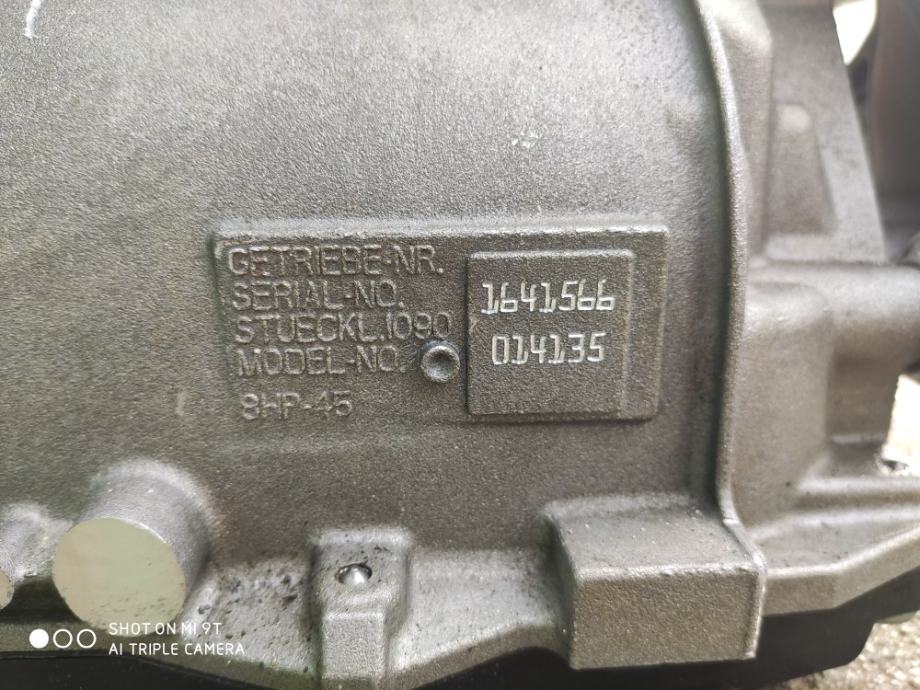 GETRIEBE-NR.
SERIAL-NO.
STUECKL.1090
MODEL-NO.
8HP-45
1641566
014135
SHOT ON MI 9T
AI TRIPLE CAMERA